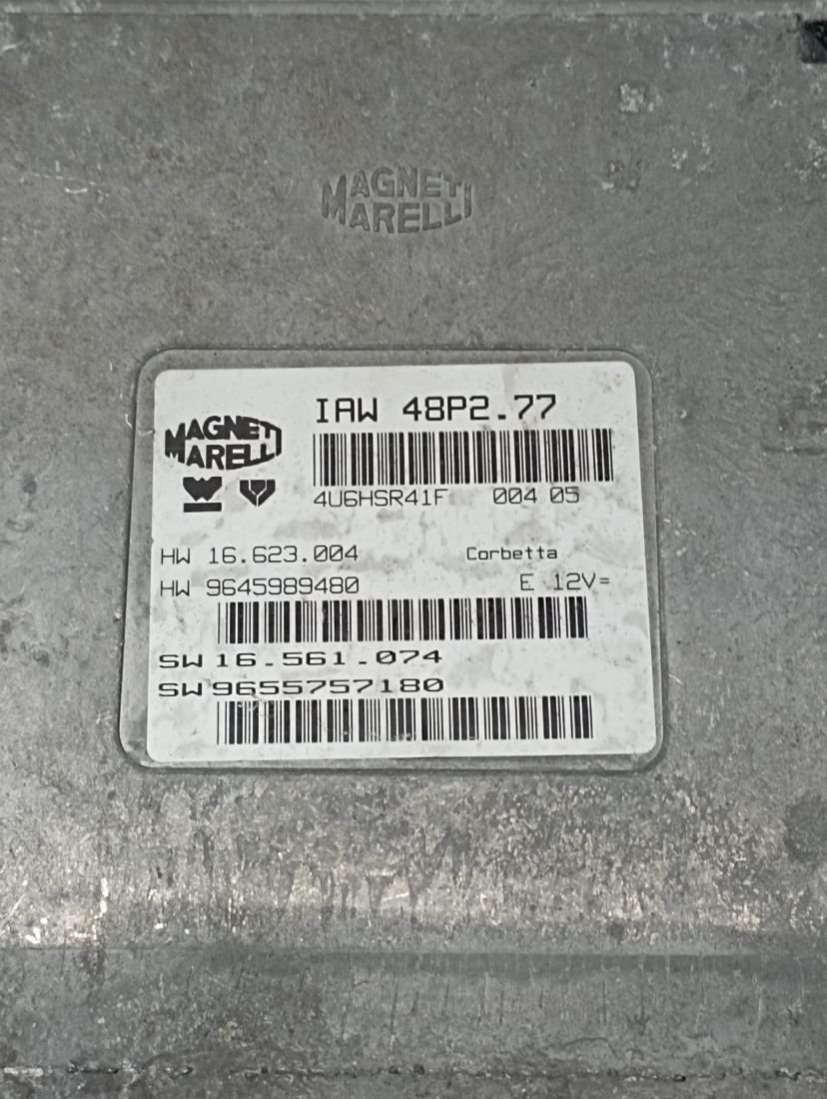 MAGNETI
MARELLI
IAW 48P2.77
MAGNETI
MARELLI
4U6HSR41F 004 05
HW 16.623.004 Corbetta
HW 9645989480 E 12V=
SW 16.561.074
SW 9655757180